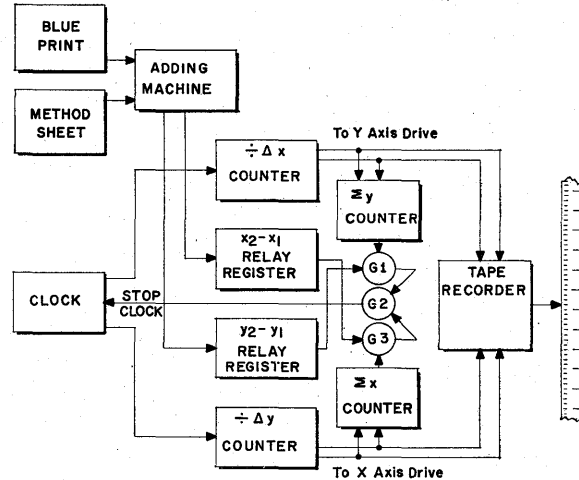 BLUE
PRINT
METHOD
SHEET
ADDING
MACHINE
To Y Axis Drive
÷ Δ x
COUNTER
Σ y
COUNTER
x₂-x₁
RELAY
REGISTER
G1
CLOCK
STOP
CLOCK
G2
TAPE
RECORDER
y₂-y₁
RELAY
REGISTER
G3
Σ x
COUNTER
÷ Δ y
COUNTER
To X Axis Drive